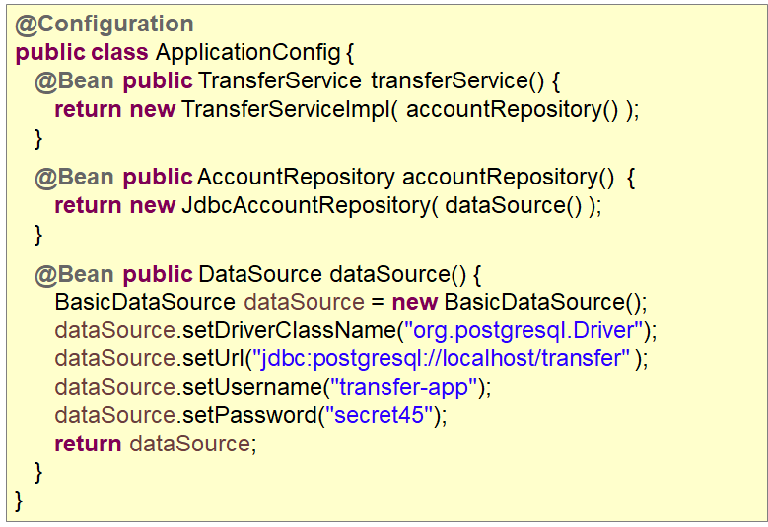 @Configuration
public class ApplicationConfig {
@Bean public TransferService transferService() {
return new TransferServiceImpl( accountRepository() );
}
@Bean public AccountRepository accountRepository() {
return new JdbcAccountRepository( dataSource() );
}
@Bean public DataSource dataSource() {
BasicDataSource dataSource = new BasicDataSource();
dataSource.setDriverClassName("org.postgresql.Driver");
dataSource.setUrl("jdbc:postgresql://localhost/transfer" );
dataSource.setUsername("transfer-app");
dataSource.setPassword("secret45");
return dataSource;
}
}